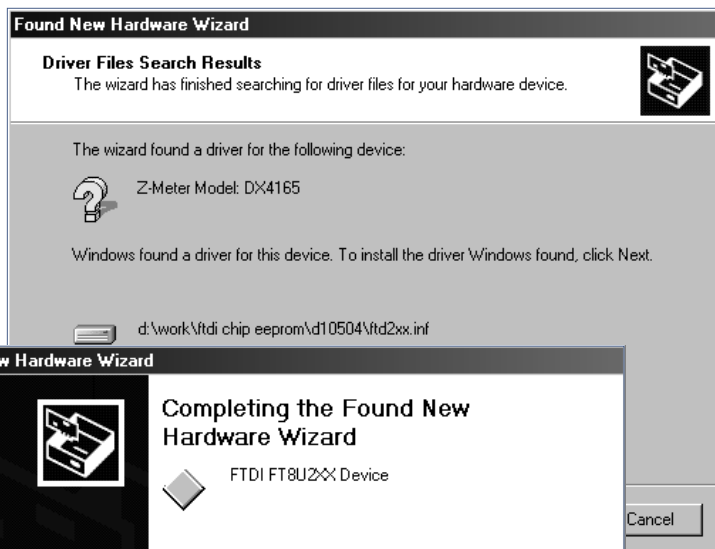 Found New Hardware Wizard
Driver Files Search Results
The wizard has finished searching for driver files for your hardware device.
The wizard found a driver for the following device:
Z-Meter Model: DX4165
Windows found a driver for this device. To install the driver Windows found, click Next.
d:\work\ftdi chip eeprom\d10504\ftd2xx.inf
w Hardware Wizard
Completing the Found New
Hardware Wizard
FTDI FT8U2XX Device
Cancel